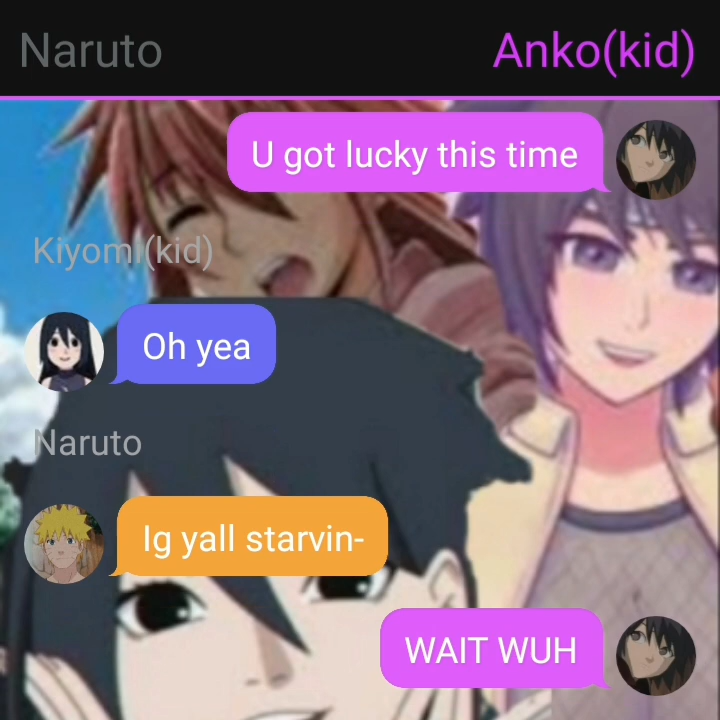 Naruto Anko(kid)
U got lucky this time
Kiyomi(kid)
Oh yea
Naruto
Ig yall starvin-
WAIT WUH